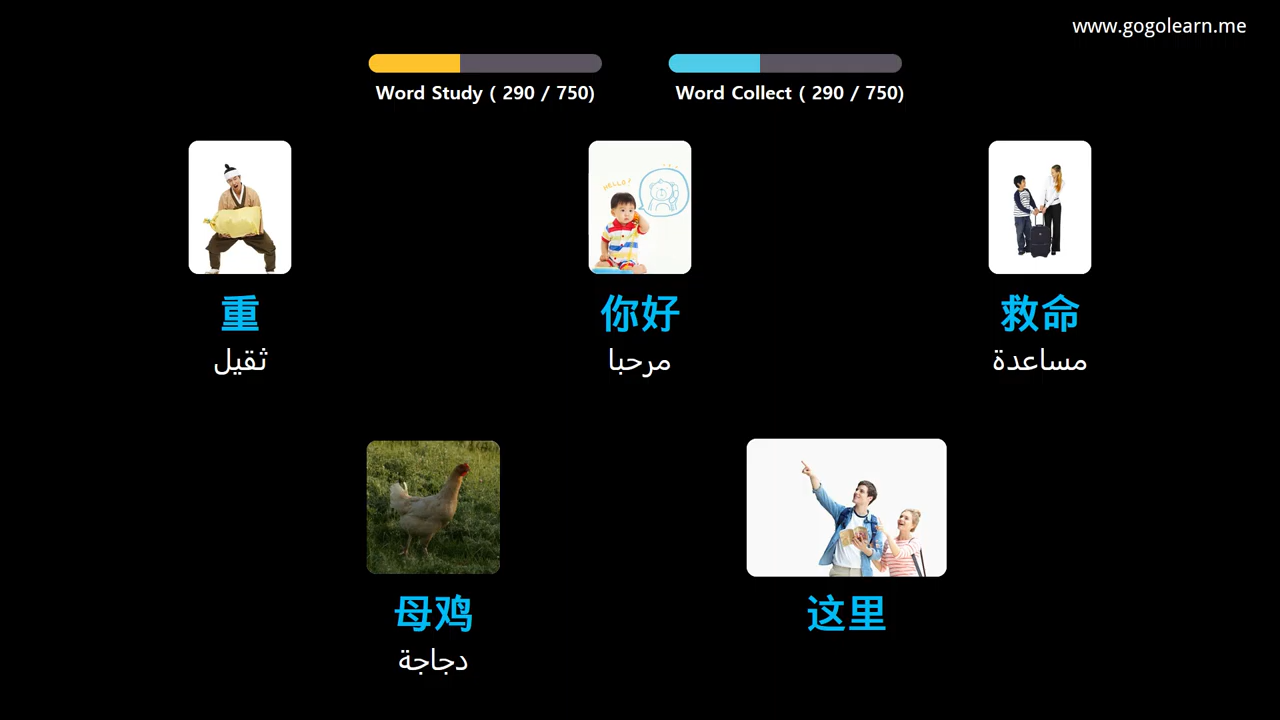 www.gogolearn.me
Word Study ( 290 / 750)
Word Collect ( 290 / 750)
HELLO!
重
ثقيل
你好
مرحبا
救命
مساعدة
母鸡
دجاجة
这里